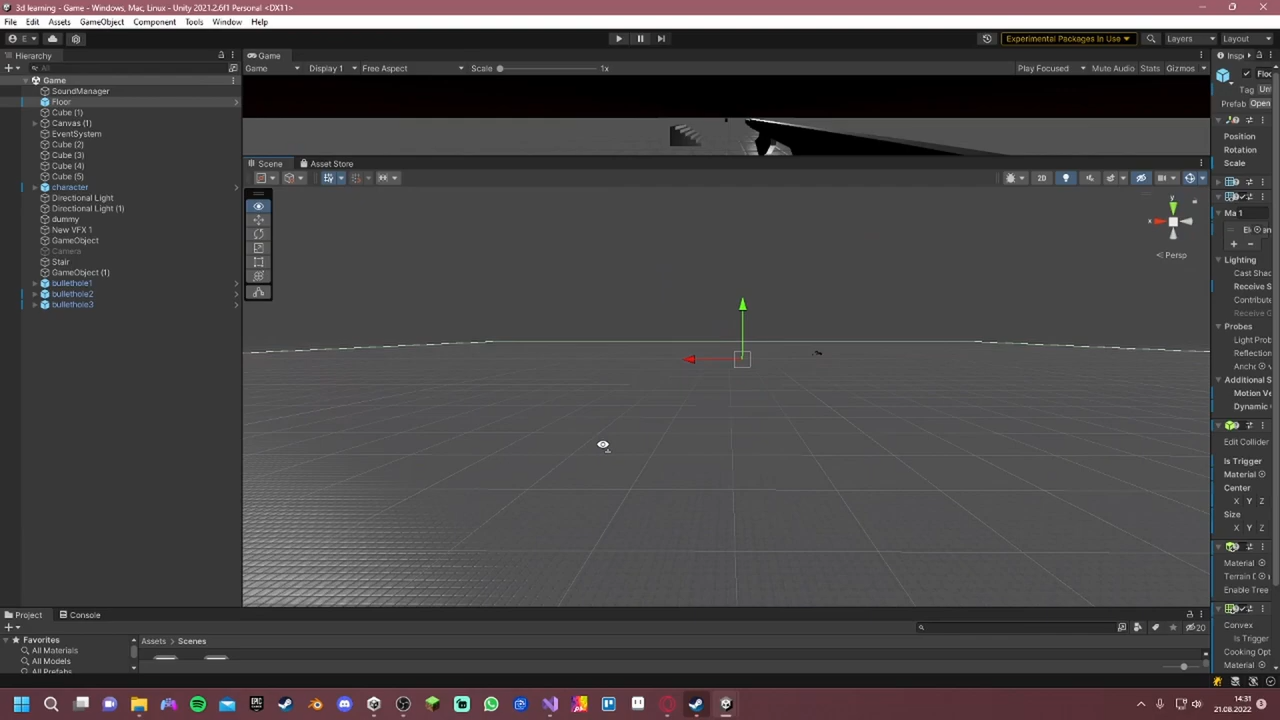 3d learning - Game - Windows, Mac, Linux - Unity 2021.2.6f1 Personal <DX11>
File Edit Assets GameObject Component Tools Window Help
E
Experimental Packages In Use
Layers
Layout
Hierarchy
All
Game
SoundManager
Floor
Cube (1)
Canvas (1)
EventSystem
Cube (2)
Cube (3)
Cube (4)
Cube (5)
character
Directional Light
Directional Light (1)
dummy
New VFX 1
GameObject
Camera
Stair
GameObject (1)
bullethole1
bullethole2
bullethole3
Game
Game Display 1 Free Aspect Scale 1x Play Focused Mute Audio Stats Gizmos
Scene Asset Store
2D
y
x
Persp
Inspe
Floo
Tag Unt
Prefab Open
Position
Rotation
Scale
Ma 1
Lighting
Cast Shac
Receive S
Contribute
Receive G
Probes
Light Prob
Reflection
Ancho
Additional S
Motion Ve
Dynamic
Edit Collider
Is Trigger
Material
Center
X Y Z
Size
X Y Z
Material
Terrain D
Enable Tree
Convex
Is Trigger
Cooking Opt
Material
Project Console
20
Favorites
All Materials
All Models
All Prefabs
Assets > Scenes
14:31
21.08.2022